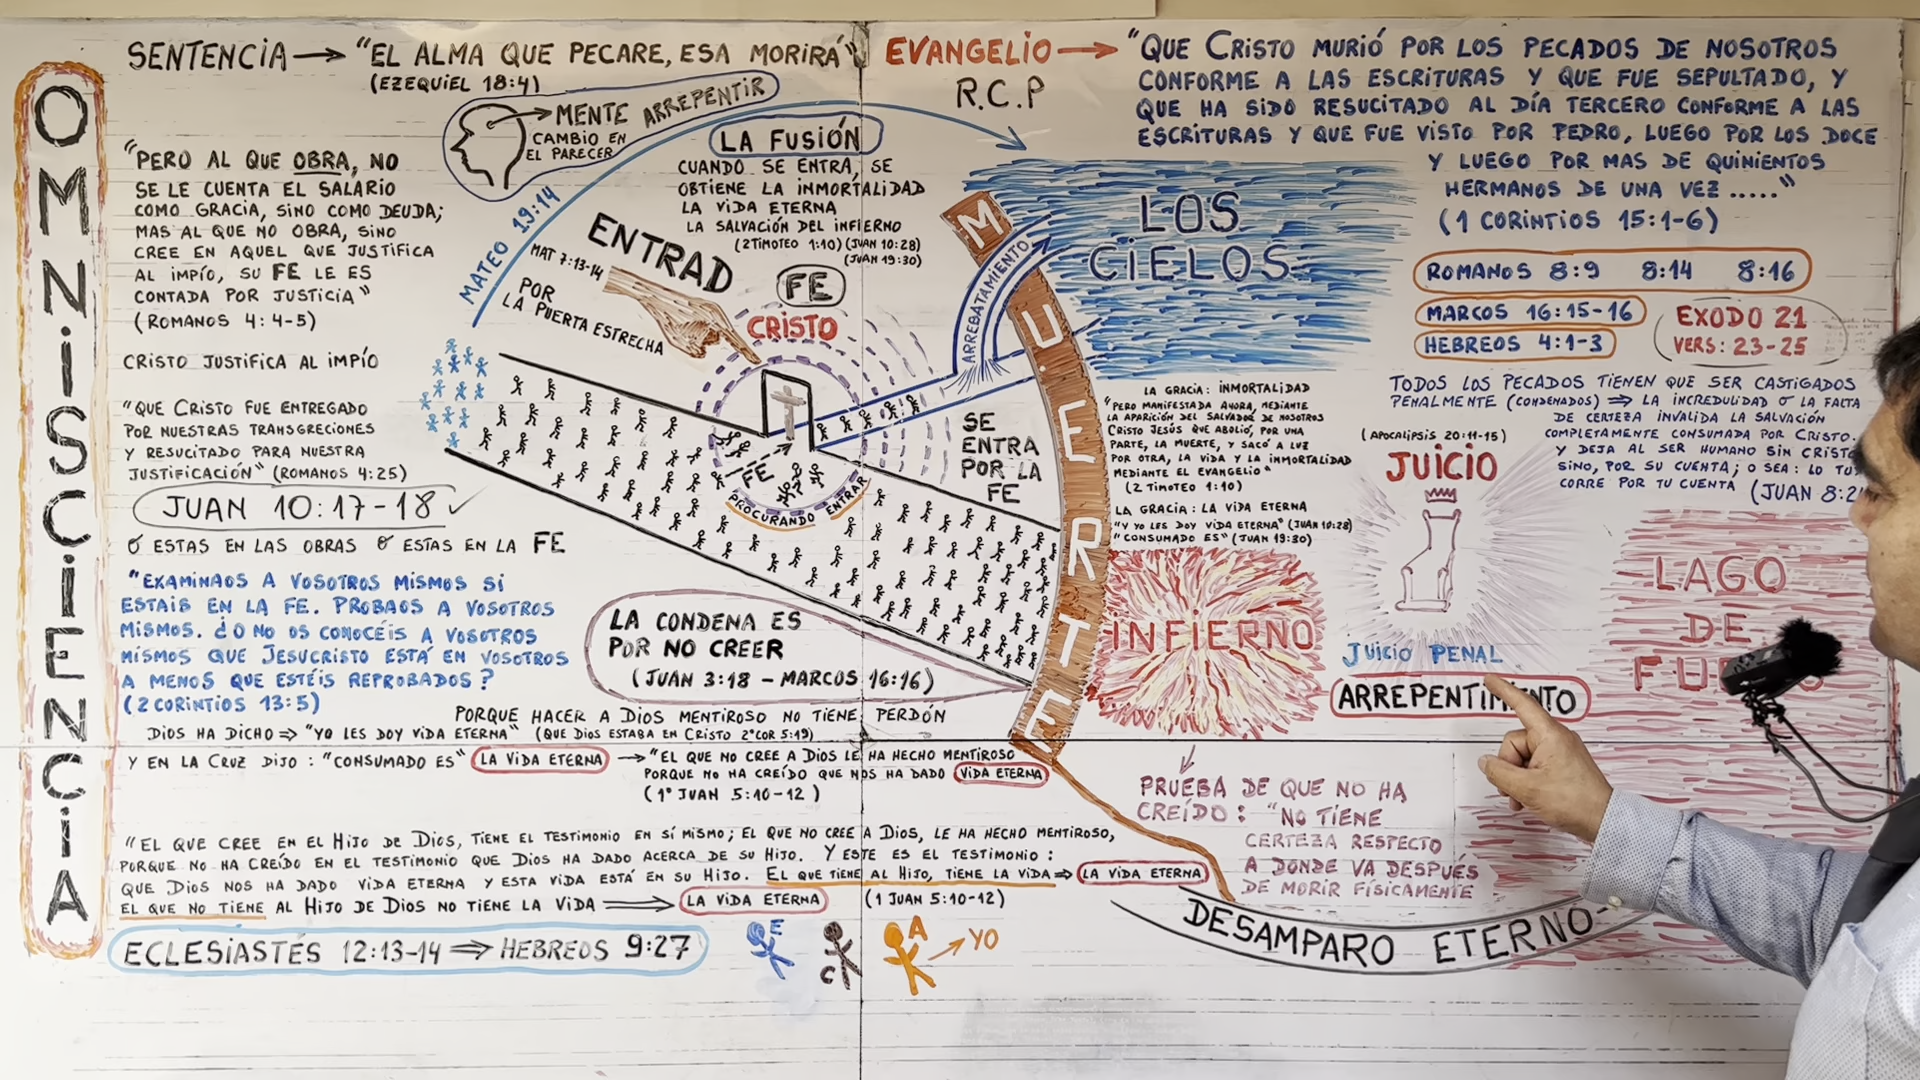 OMNISCIENCIA
SENTENCIA → "EL ALMA QUE PECARE, ESA MORIRÁ"
(EZEQUIEL 18:4)
MENTE ARREPENTIR
CAMBIO EN
EL PARECER
EVANGELIO →
R.C.P
"QUE CRISTO MURIÓ POR LOS PECADOS DE NOSOTROS
CONFORME A LAS ESCRITURAS Y QUE FUE SEPULTADO, Y
QUE HA SIDO RESUCITADO AL DÍA TERCERO CONFORME A LAS
ESCRITURAS Y QUE FUE VISTO POR PEDRO, LUEGO POR LOS DOCE
Y LUEGO POR MAS DE QUINIENTOS
HERMANOS DE UNA VEZ ....."
(1 CORINTIOS 15:1-6)
"PERO AL QUE OBRA, NO
SE LE CUENTA EL SALARIO
COMO GRACIA, SINO COMO DEUDA;
MAS AL QUE NO OBRA, SINO
CREE EN AQUEL QUE JUSTIFICA
AL IMPÍO, SU FE LE ES
CONTADA POR JUSTICIA"
(ROMANOS 4:4-5)
CRISTO JUSTIFICA AL IMPÍO
"QUE CRISTO FUE ENTREGADO
POR NUESTRAS TRANSGRECIONES
Y RESUCITADO PARA NUESTRA
JUSTIFICACIÓN" (ROMANOS 4:25)
JUAN 10:17-18
Ó ESTAS EN LAS OBRAS Ó ESTAS EN LA FE
"EXAMINAOS A VOSOTROS MISMOS SI
ESTAIS EN LA FE. PROBAOS A VOSOTROS
MISMOS. ¿O NO OS CONOCÉIS A VOSOTROS
MISMOS QUE JESUCRISTO ESTÁ EN VOSOTROS
A MENOS QUE ESTÉIS REPROBADOS?
(2 CORINTIOS 13:5)
MATEO 19:14
LA FUSIÓN
CUANDO SE ENTRA, SE
OBTIENE LA INMORTALIDAD
LA VIDA ETERNA
LA SALVACIÓN DEL INFIERNO
(2 TIMOTEO 1:10) (JUAN 10:28)
(JUAN 19:30)
ENTRAD
MAT 7:13-14
POR
LA PUERTA ESTRECHA
FE
CRISTO
FE
PROCURANDO ENTRAR
ARREBATAMIENTO
SE
ENTRA
POR LA
FE
MUERTE
LOS
CIELOS
ROMANOS 8:9 8:14 8:16
MARCOS 16:15-16
HEBREOS 4:1-3
EXODO 21
VERS: 23-25
TODOS LOS PECADOS TIENEN QUE SER CASTIGADOS
PENALMENTE (CONDENADOS) ⇒ LA INCREDULIDAD Ó LA FALTA
DE CERTEZA INVALIDA LA SALVACIÓN
COMPLETAMENTE CONSUMADA POR CRISTO.
Y DEJA AL SER HUMANO SIN CRISTO
SINO, POR SU CUENTA; O SEA: LO TU
CORRE POR TU CUENTA (JUAN 8:2
LA GRACIA: INMORTALIDAD
"PERO MANIFESTADA AHORA, MEDIANTE
LA APARICIÓN DEL SALVADOR DE NOSOTROS
CRISTO JESÚS QUE ABOLIÓ, POR UNA
PARTE, LA MUERTE, Y SACÓ A LUZ
POR OTRA, LA VIDA Y LA INMORTALIDAD
MEDIANTE EL EVANGELIO"
(2 TIMOTEO 1:10)
LA GRACIA: LA VIDA ETERNA
"Y YO LES DOY VIDA ETERNA" (JUAN 10:28)
"CONSUMADO ES" (JUAN 19:30)
(APOCALIPSIS 20:11-15)
JUICIO
JUICIO PENAL
ARREPENTIMIENTO
INFIERNO
LAGO
DE
FU
LA CONDENA ES
POR NO CREER
(JUAN 3:18 - MARCOS 16:16)
PORQUE HACER A DIOS MENTIROSO NO TIENE PERDÓN
DIOS HA DICHO ⇒ "YO LES DOY VIDA ETERNA" (QUE DIOS ESTABA EN CRISTO 2ªCOR 5:19)
Y EN LA CRUZ DIJO: "CONSUMADO ES" LA VIDA ETERNA → "EL QUE NO CREE A DIOS LE HA HECHO MENTIROSO
PORQUE NO HA CREÍDO QUE NOS HA DADO VIDA ETERNA
(1ª JUAN 5:10-12)
"EL QUE CREE EN EL HIJO DE DIOS, TIENE EL TESTIMONIO EN SÍ MISMO; EL QUE NO CREE A DIOS, LE HA HECHO MENTIROSO,
PORQUE NO HA CREÍDO EN EL TESTIMONIO QUE DIOS HA DADO ACERCA DE SU HIJO. Y ESTE ES EL TESTIMONIO:
QUE DIOS NOS HA DADO VIDA ETERNA Y ESTA VIDA ESTÁ EN SU HIJO. EL QUE TIENE AL HIJO, TIENE LA VIDA ⇒ LA VIDA ETERNA
EL QUE NO TIENE AL HIJO DE DIOS NO TIENE LA VIDA ⇒ LA VIDA ETERNA (1 JUAN 5:10-12)
PRUEBA DE QUE NO HA
CREÍDO: "NO TIENE
CERTEZA RESPECTO
A DONDE VA DESPUÉS
DE MORIR FÍSICAMENTE
ECLESIASTÉS 12:13-14 ⇒ HEBREOS 9:27
E
C
A → YO
DESAMPARO ETERNO